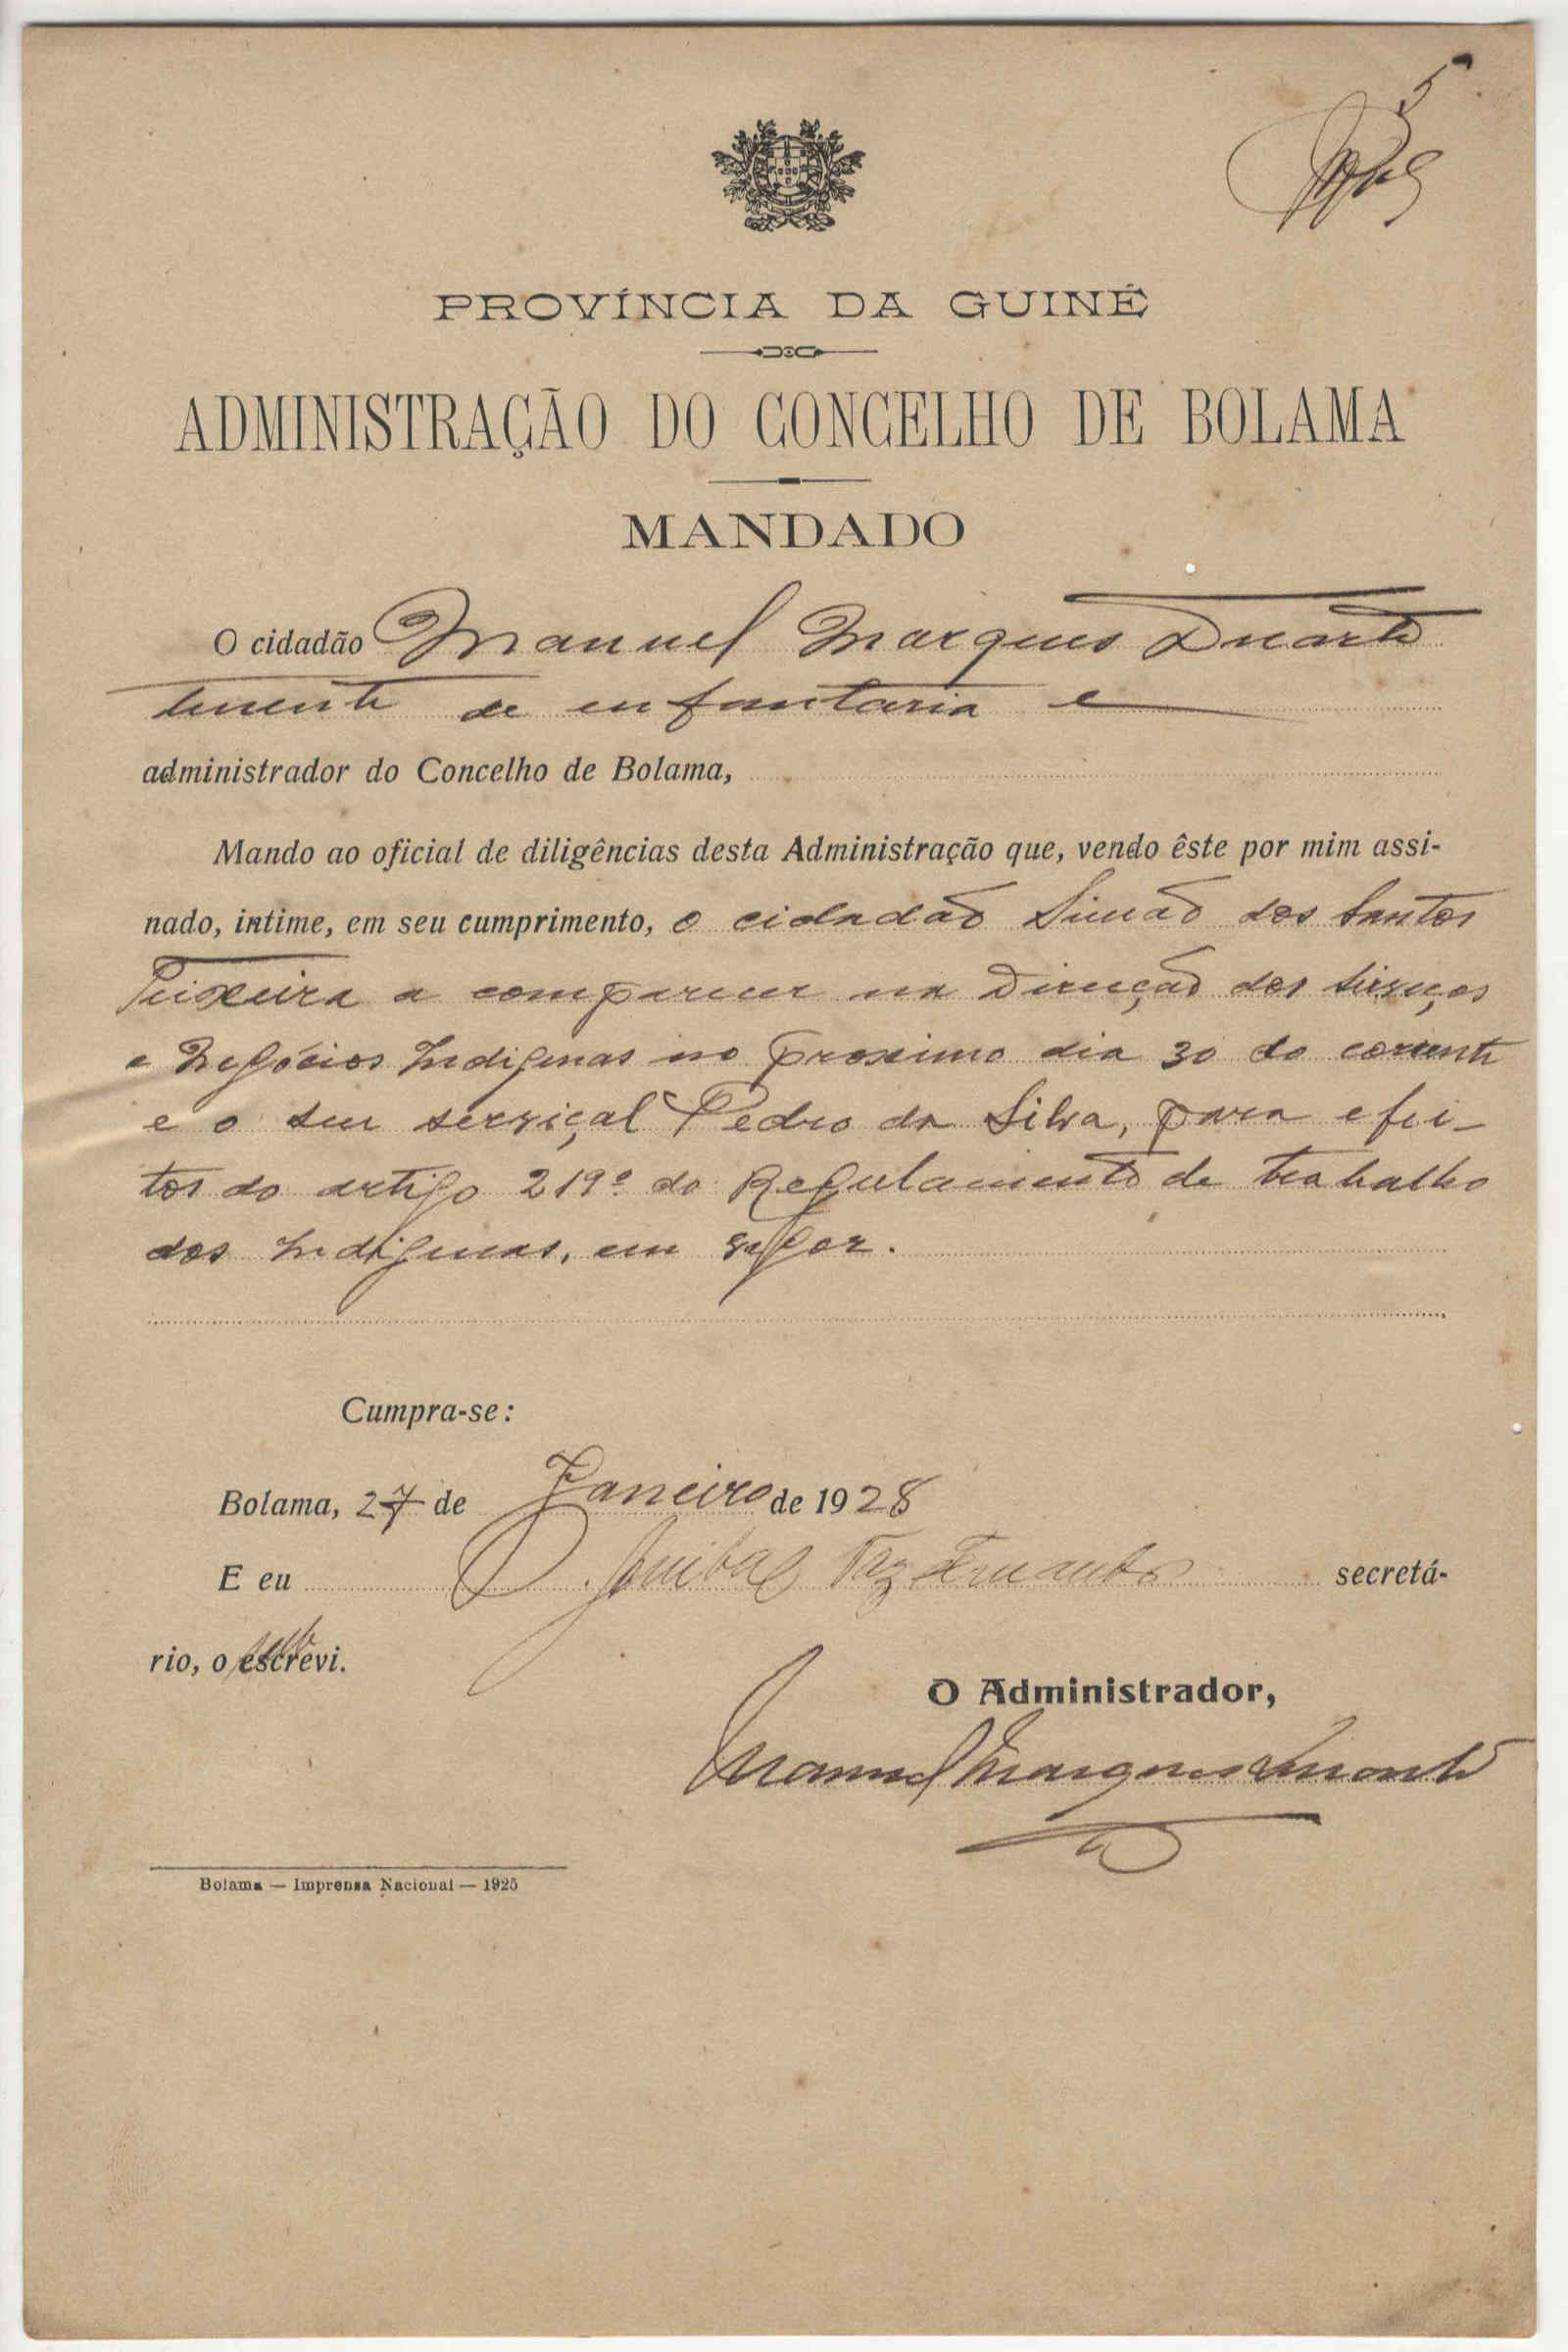 5
PROVÍNCIA DA GUINÉ
ADMINISTRAÇÃO DO CONCELHO DE BOLAMA
MANDADO
O cidadão Manuel Marques Duarte
tenente de infantaria e
administrador do Concelho de Bolama,
Mando ao oficial de diligências desta Administração que, vendo êste por mim assi-
nado, intime, em seu cumprimento, o cidadão Simão dos Santos
Teixeira a comparecer na Direcção dos Serviços
e Negócios Indigenas no proximo dia 30 do corrente
e o seu serviçal Pedro da Silva, para efei-
tos do artigo 219º do Regulamento de trabalho
dos Indigenas, em vigor.
Cumpra-se:
Bolama, 27 de Janeiro de 1928
E eu Anibal Vaz Fernandes secretá-
rio, o escrevi.
O Administrador,
Manuel Marques Duarte
Bolama — Imprensa Nacional — 1925